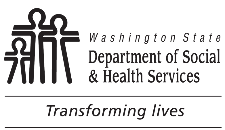 Washington State
Department of Social
& Health Services
Transforming lives